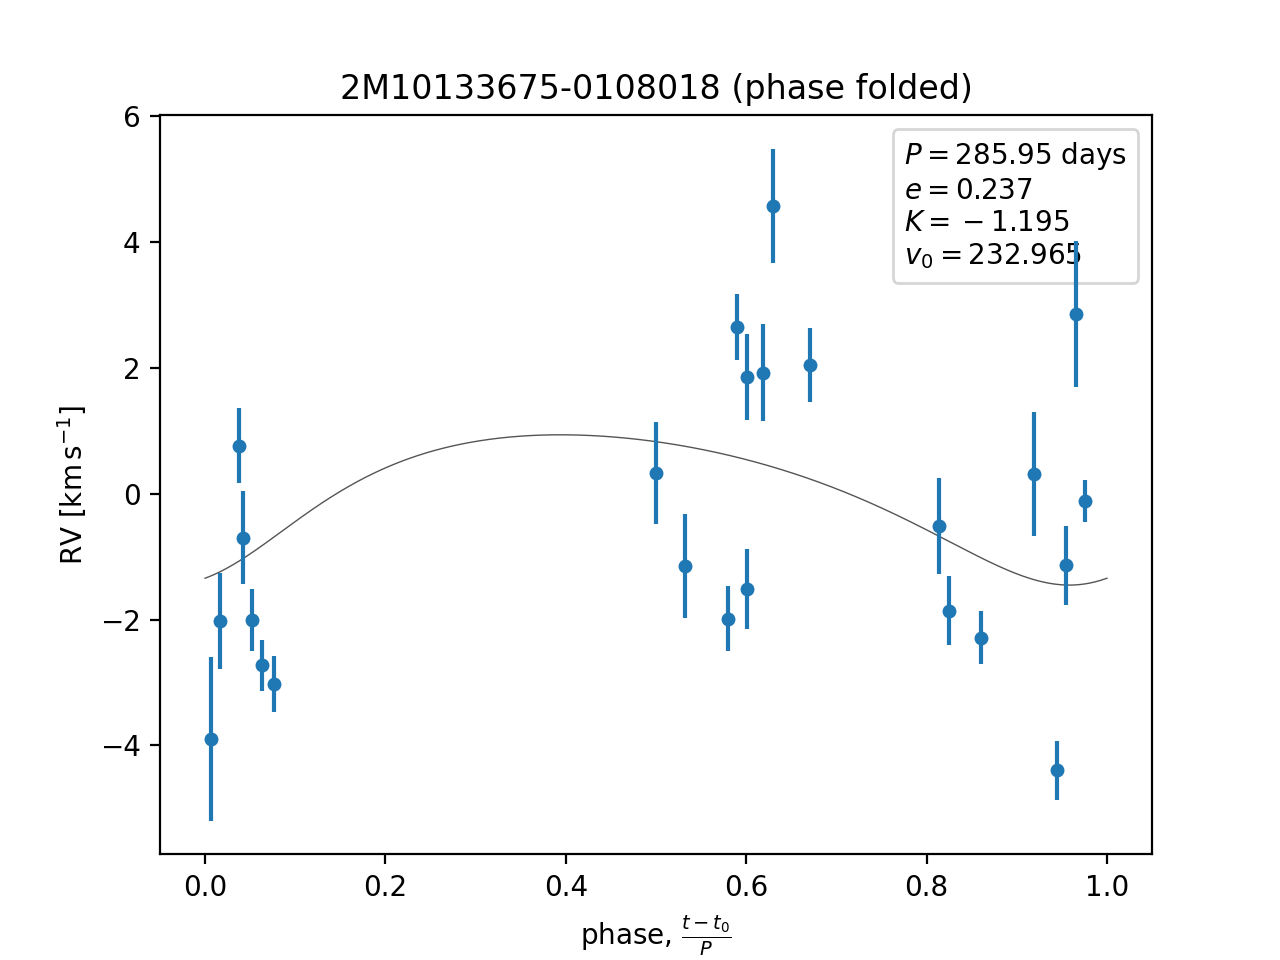 2M10133675-0108018 (phase folded)
6
4
2
0
−2
−4
RV [km s⁻¹]
P = 285.95 days
e = 0.237
K = −1.195
v₀ = 232.965
0.0 0.2 0.4 0.6 0.8 1.0
phase, (t − t₀)/P